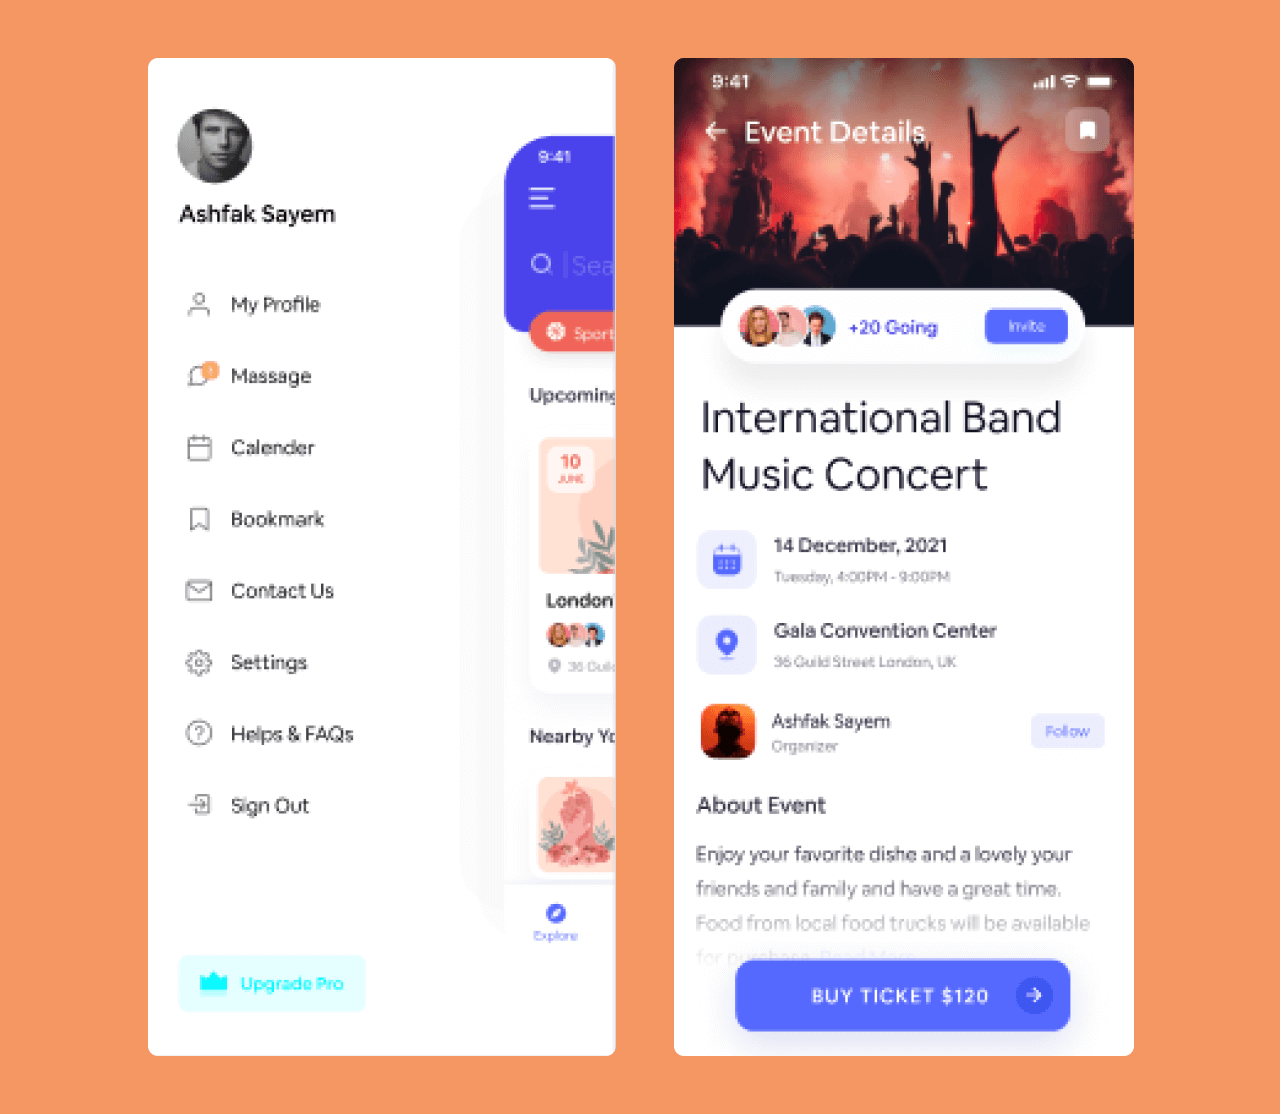 Ashfak Sayem
My Profile
Massage
Calender
Bookmark
Contact Us
Settings
Helps & FAQs
Sign Out
Upgrade Pro
9:41
Sea
Sport
Upcoming
10
JUNE
London
36 Guild
Nearby Yo
Explore
9:41
Event Details
+20 Going
Invite
International Band
Music Concert
14 December, 2021
Tuesday, 4:00PM - 9:00PM
Gala Convention Center
36 Guild Street London, UK
Ashfak Sayem
Organizer
Follow
About Event
Enjoy your favorite dishe and a lovely your
friends and family and have a great time.
Food from local food trucks will be available
for purchase. Read More
BUY TICKET $120